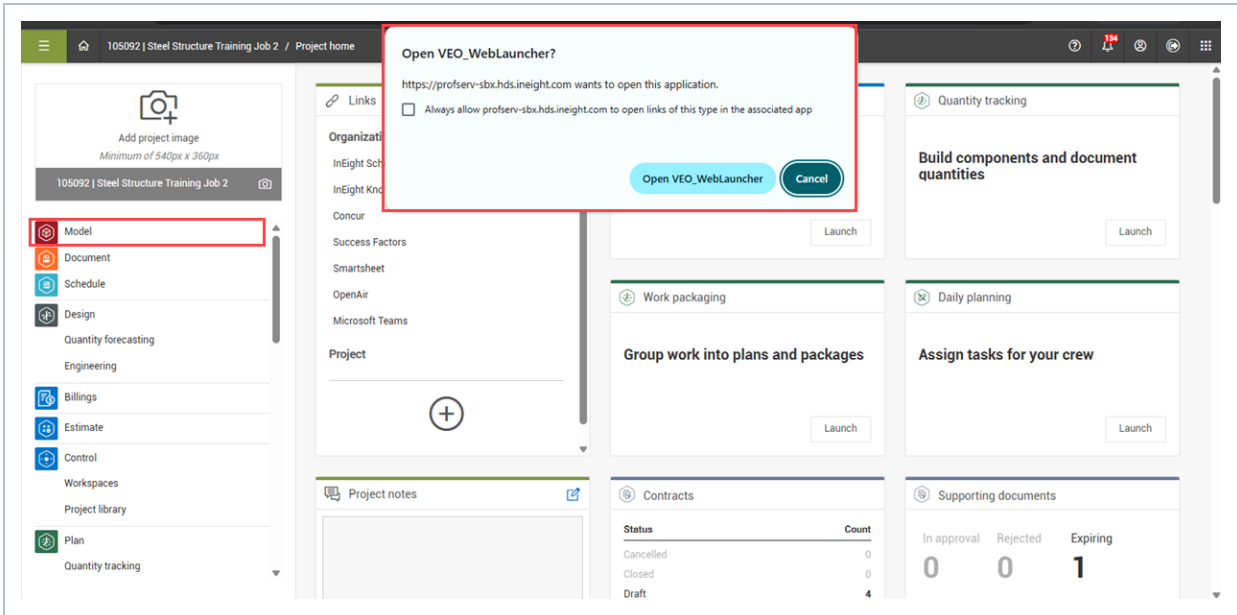 105092 | Steel Structure Training Job 2 / Project home
134
Open VEO_WebLauncher?
https://profserv-sbx.hds.ineight.com wants to open this application.
Always allow profserv-sbx.hds.ineight.com to open links of this type in the associated app
Open VEO_WebLauncher
Cancel
Add project image
Minimum of 540px x 360px
105092 | Steel Structure Training Job 2
Model
Document
Schedule
Design
Quantity forecasting
Engineering
Billings
Estimate
Control
Workspaces
Project library
Plan
Quantity tracking
Links
Organizati
InEight Sch
InEight Kno
Concur
Success Factors
Smartsheet
OpenAir
Microsoft Teams
Project
Launch
Quantity tracking
Build components and document
quantities
Launch
Work packaging
Group work into plans and packages
Launch
Daily planning
Assign tasks for your crew
Launch
Project notes
Contracts
Status Count
Cancelled 0
Closed 0
Draft 4
Supporting documents
In approval Rejected Expiring
0 0 1